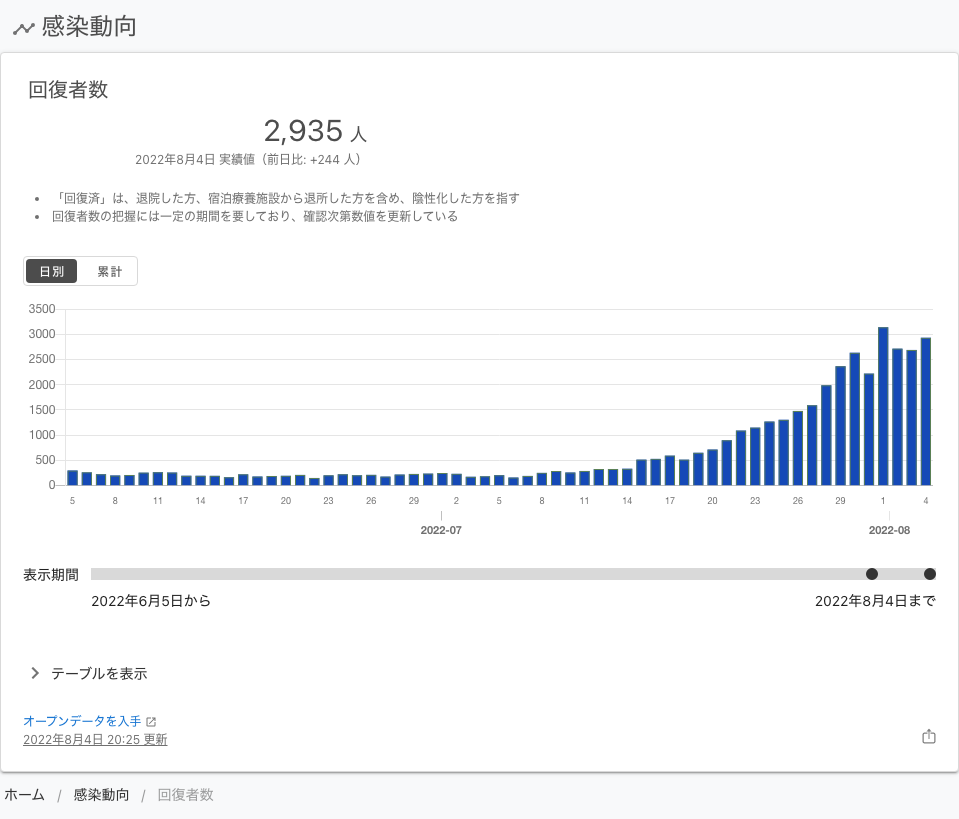 感染動向
回復者数
2,935 人
2022年8月4日 実績値（前日比: +244 人）
• 「回復済」は、退院した方、宿泊療養施設から退所した方を含め、陰性化した方を指す
• 回復者数の把握には一定の期間を要しており、確認次第数値を更新している
日別 累計
3500
3000
2500
2000
1500
1000
500
0
5 8 11 14 17 20 23 26 29 2 5 8 11 14 17 20 23 26 29 1 4
2022-07 2022-08
表示期間
2022年6月5日から 2022年8月4日まで
テーブルを表示
オープンデータを入手
2022年8月4日 20:25 更新
ホーム / 感染動向 / 回復者数